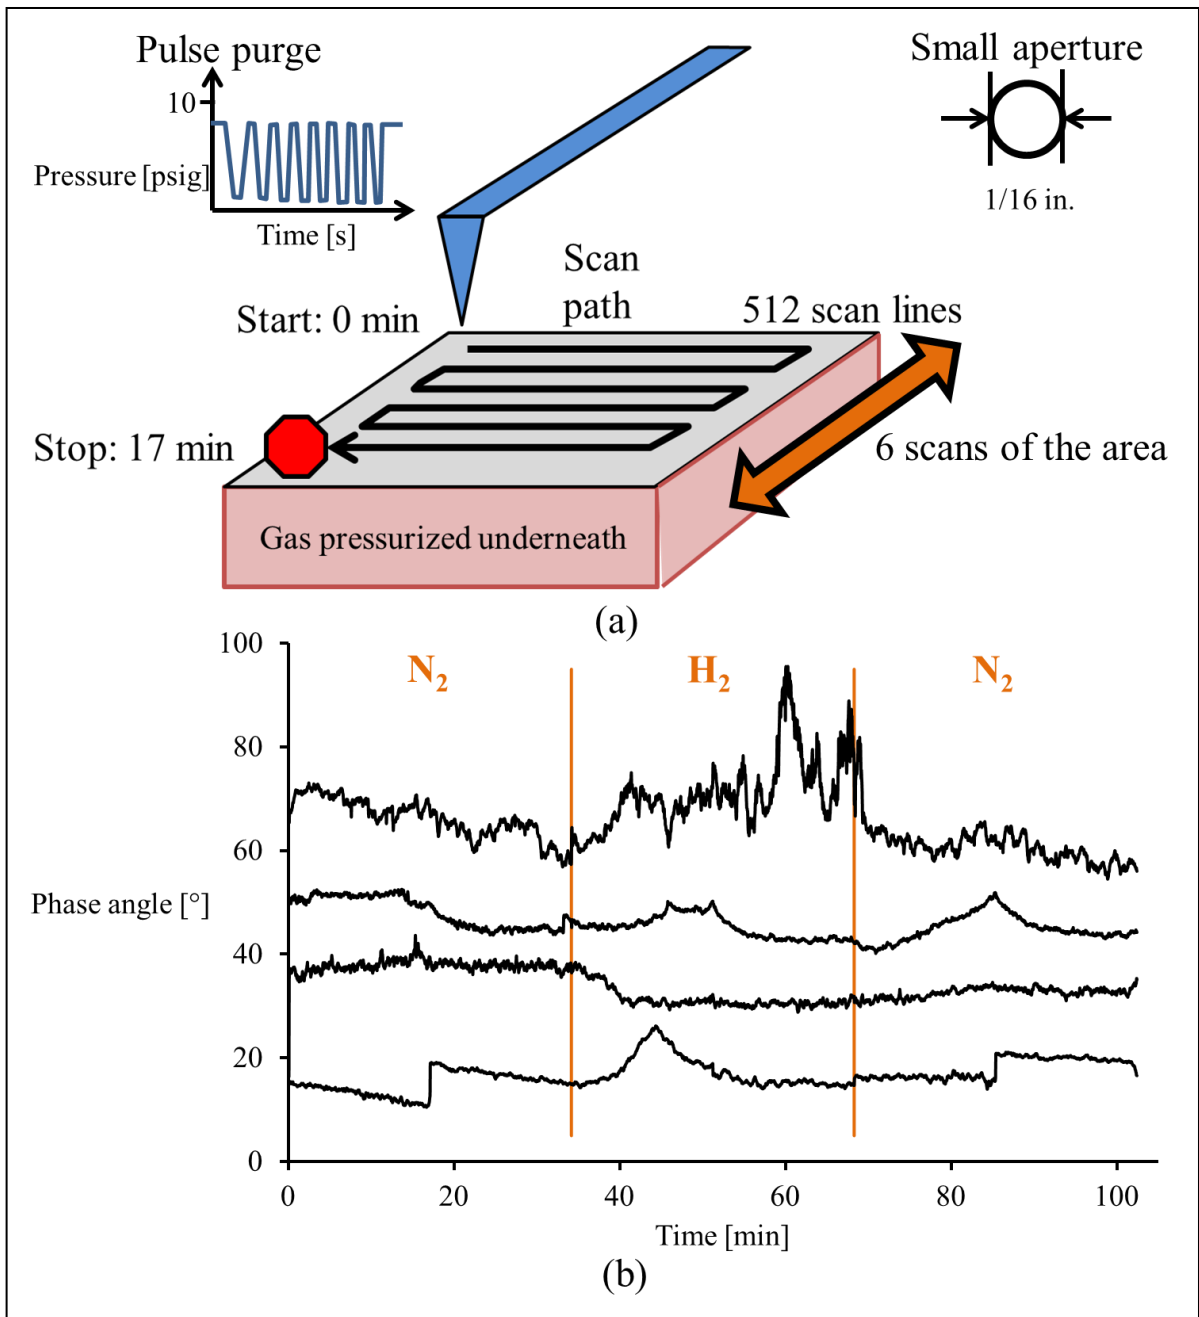 Pulse purge
10
Pressure [psig]
Time [s]
Small aperture
1/16 in.
Scan
path
Start: 0 min
512 scan lines
Stop: 17 min
6 scans of the area
Gas pressurized underneath
(a)
100
80
60
40
20
0
Phase angle [°]
N₂
H₂
N₂
0
20
40
60
80
100
Time [min]
(b)